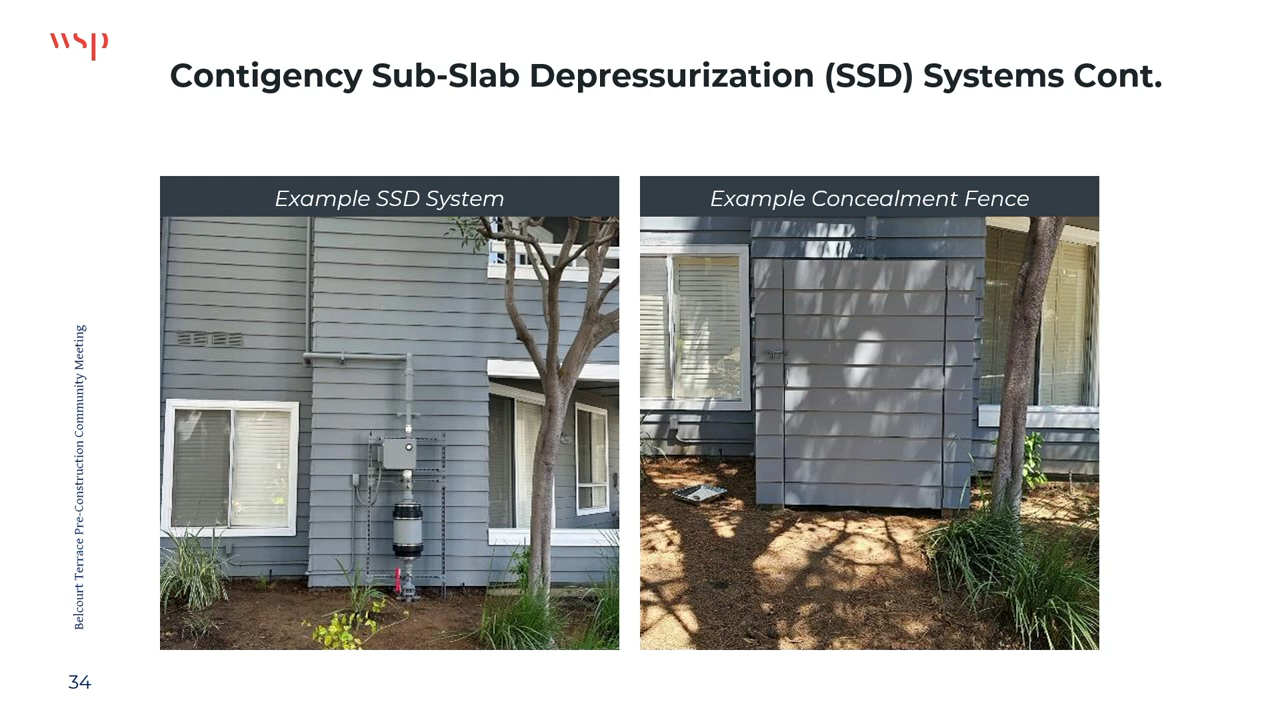 wsp
Contigency Sub-Slab Depressurization (SSD) Systems Cont.
Example SSD System
Example Concealment Fence
Belcourt Terrace Pre-Construction Community Meeting
34